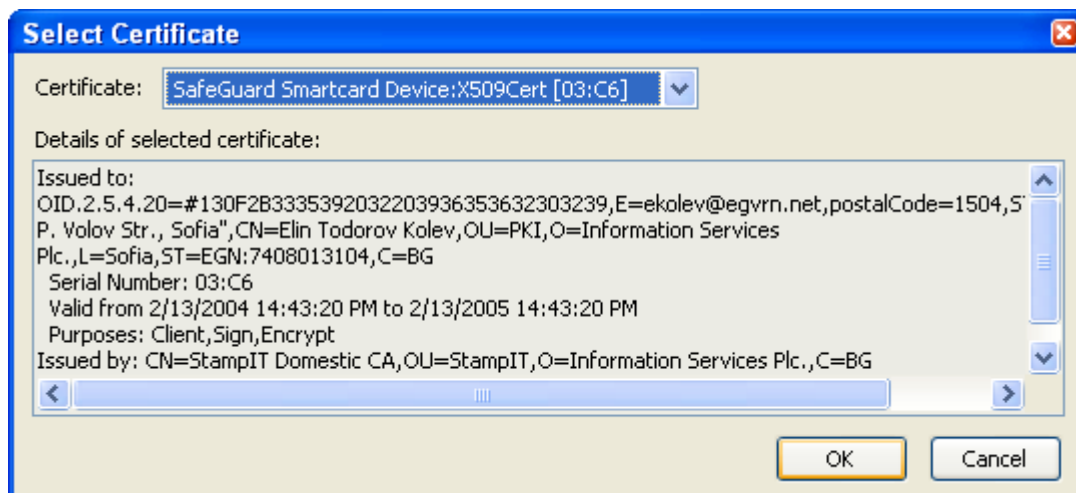 Select Certificate
Certificate: SafeGuard Smartcard Device:X509Cert [03:C6]
Details of selected certificate:
Issued to:
OID.2.5.4.20=#130F2B3335392032203936353632303239,E=ekolev@egvrn.net,postalCode=1504,S
P. Volov Str., Sofia",CN=Elin Todorov Kolev,OU=PKI,O=Information Services
Plc.,L=Sofia,ST=EGN:7408013104,C=BG
Serial Number: 03:C6
Valid from 2/13/2004 14:43:20 PM to 2/13/2005 14:43:20 PM
Purposes: Client,Sign,Encrypt
Issued by: CN=StampIT Domestic CA,OU=StampIT,O=Information Services Plc.,C=BG
OK Cancel